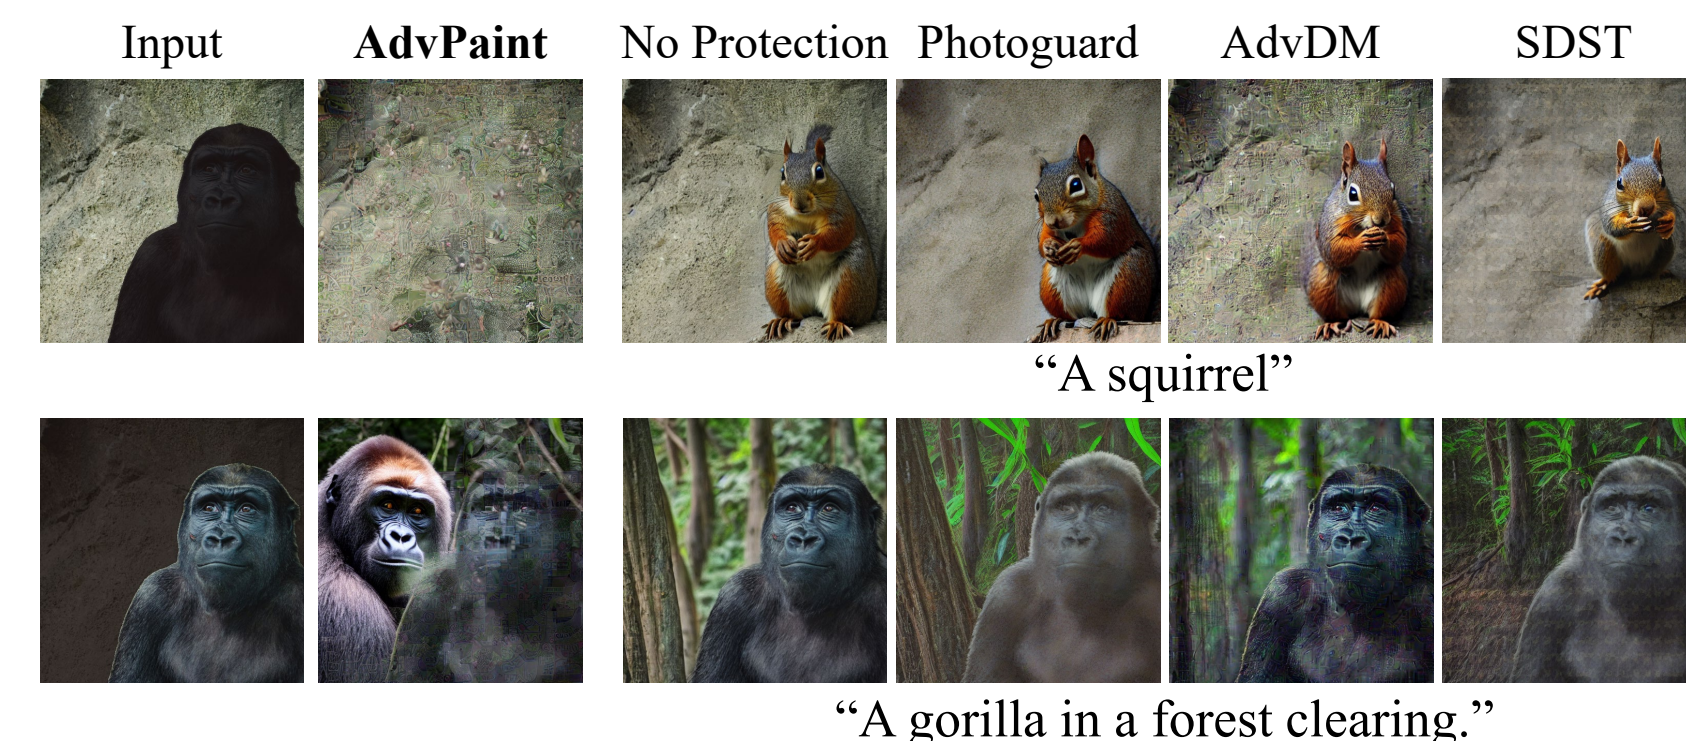 Input AdvPaint No Protection Photoguard AdvDM SDST
“A squirrel”
“A gorilla in a forest clearing.”